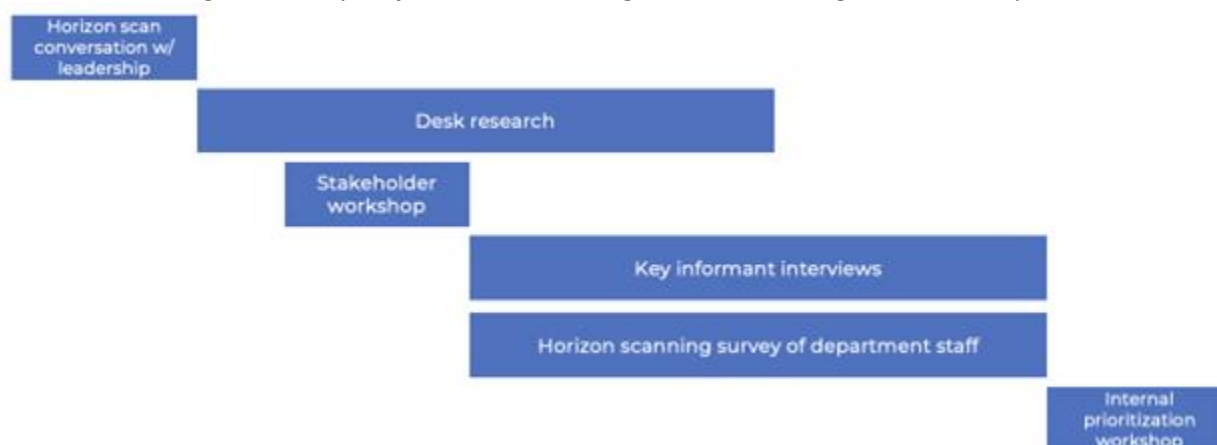 Horizon scan
conversation w/
leadership
Desk research
Stakeholder
workshop
Key informant interviews
Horizon scanning survey of department staff
Internal
prioritization
workshop